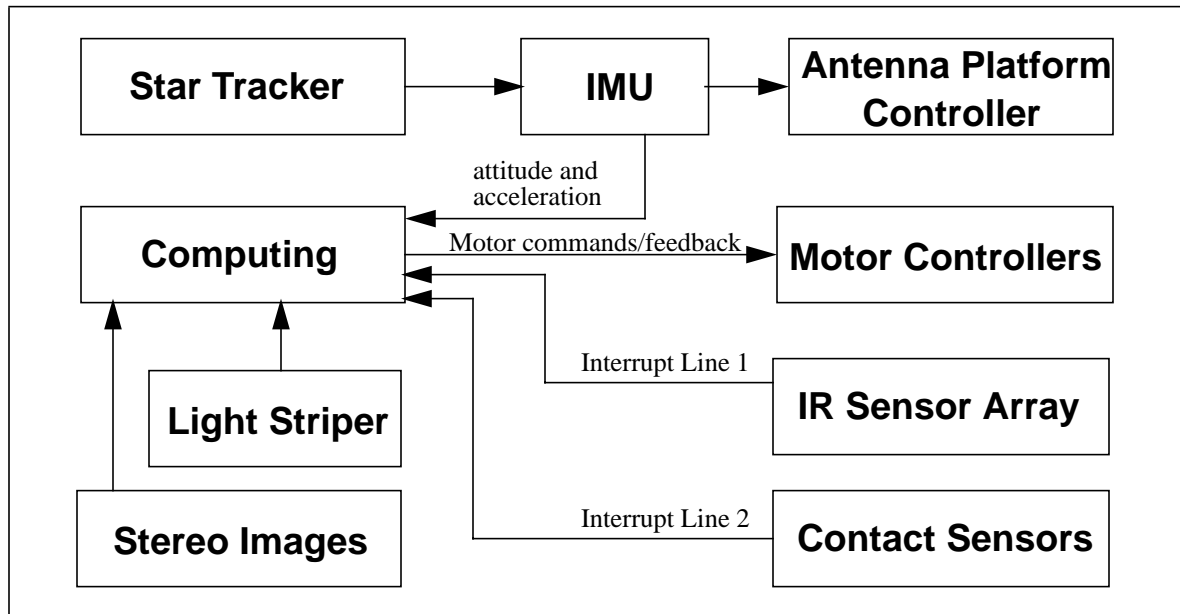 Star Tracker
IMU
Antenna Platform
Controller
attitude and
acceleration
Computing
Motor commands/feedback
Motor Controllers
Interrupt Line 1
IR Sensor Array
Light Striper
Interrupt Line 2
Stereo Images
Contact Sensors